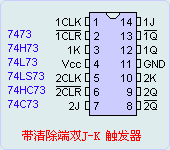 1CLK 1 14 1J
7473 1C̅L̅R̅ 2 13 1Q̅
74H73 1K 3 12 1Q
74L73 Vcc 4 11 GND
74LS73 2CLK 5 10 2K
74HC73 2C̅L̅R̅ 6 9 2Q
74C73 2J 7 8 2Q̅
带清除端双J-K 触发器